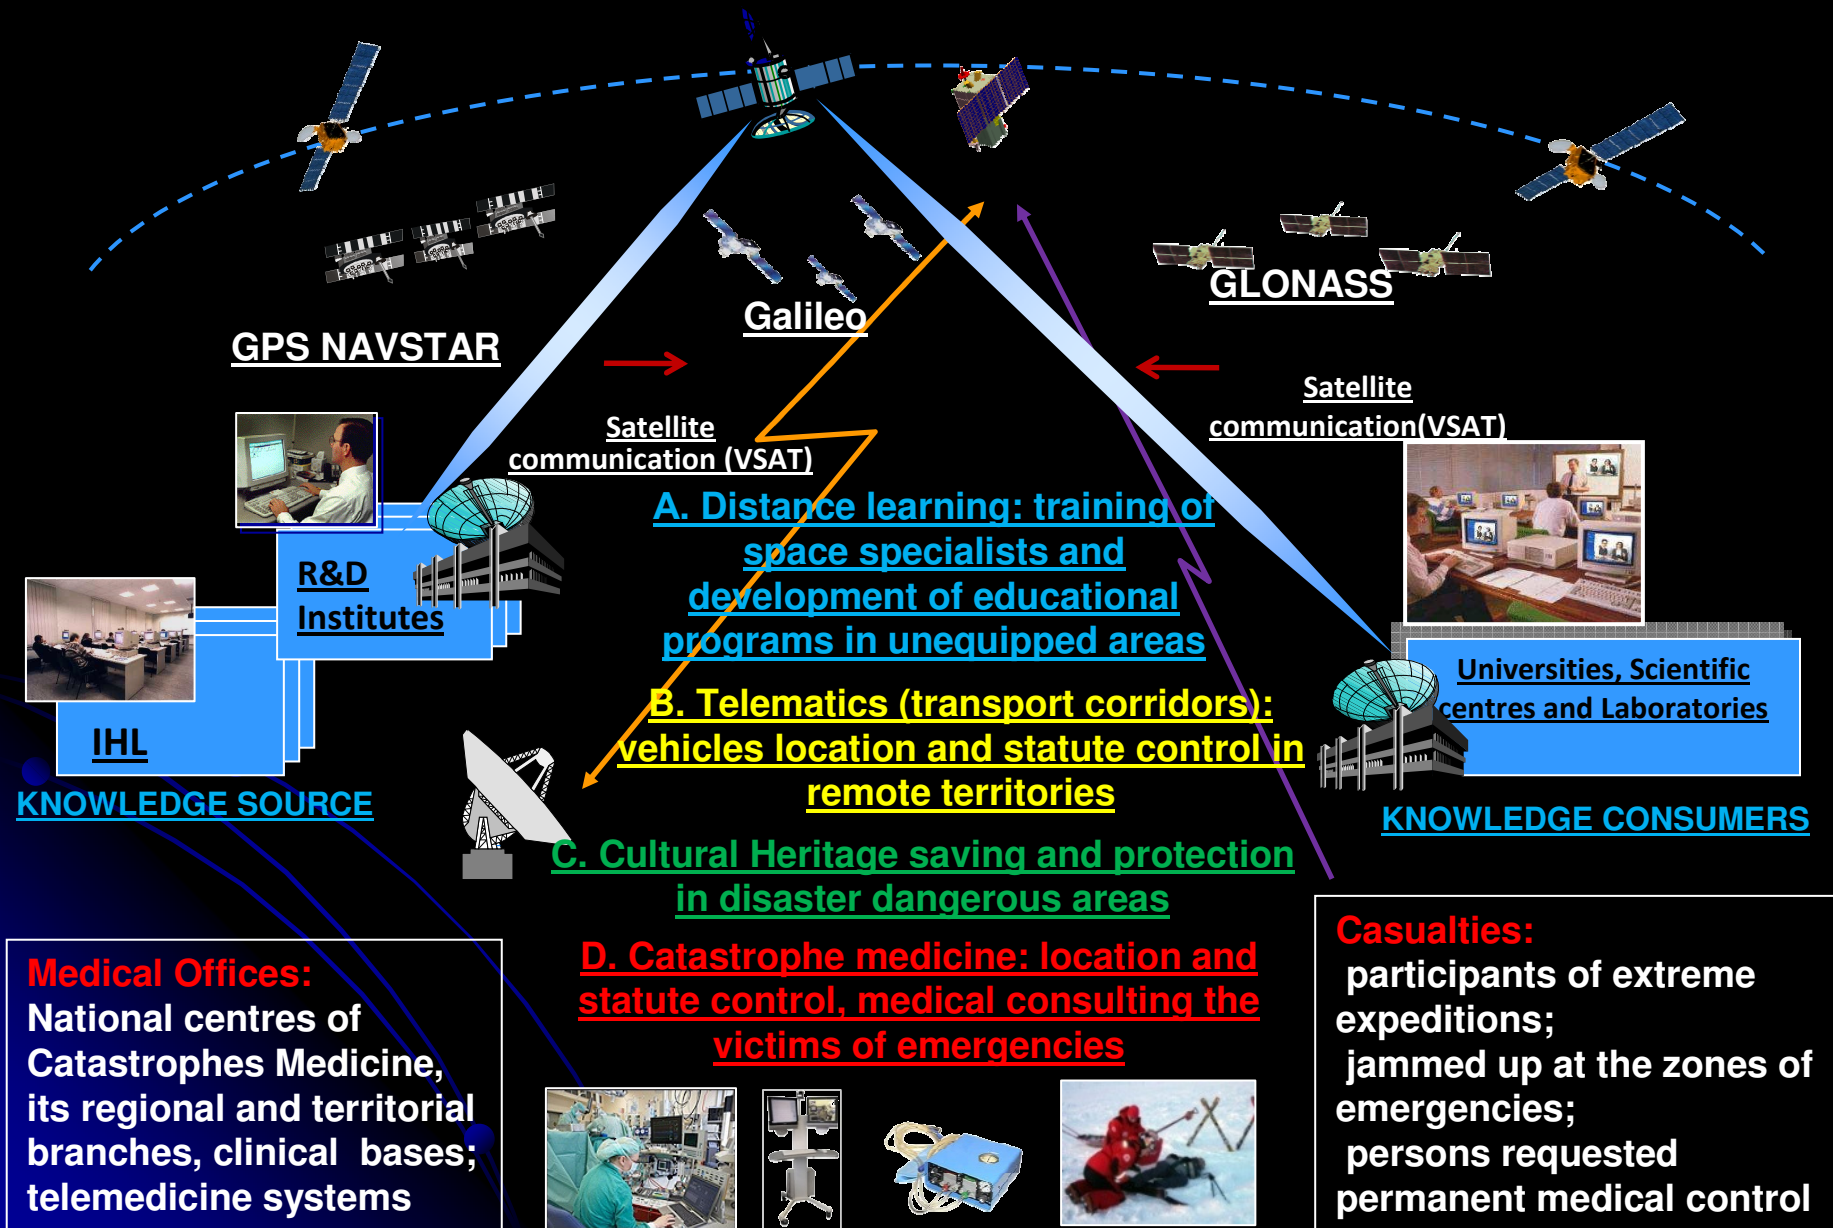 GPS NAVSTAR
Galileo
GLONASS
Satellite
communication (VSAT)
Satellite
communication(VSAT)
R&D
Institutes
IHL
KNOWLEDGE SOURCE
A. Distance learning: training of
space specialists and
development of educational
programs in unequipped areas
B. Telematics (transport corridors):
vehicles location and statute control in
remote territories
C. Cultural Heritage saving and protection
in disaster dangerous areas
D. Catastrophe medicine: location and
statute control, medical consulting the
victims of emergencies
Universities, Scientific
centres and Laboratories
KNOWLEDGE CONSUMERS
Medical Offices:
National centres of
Catastrophes Medicine,
its regional and territorial
branches, clinical bases;
telemedicine systems
Casualties:
participants of extreme
expeditions;
jammed up at the zones of
emergencies;
persons requested
permanent medical control